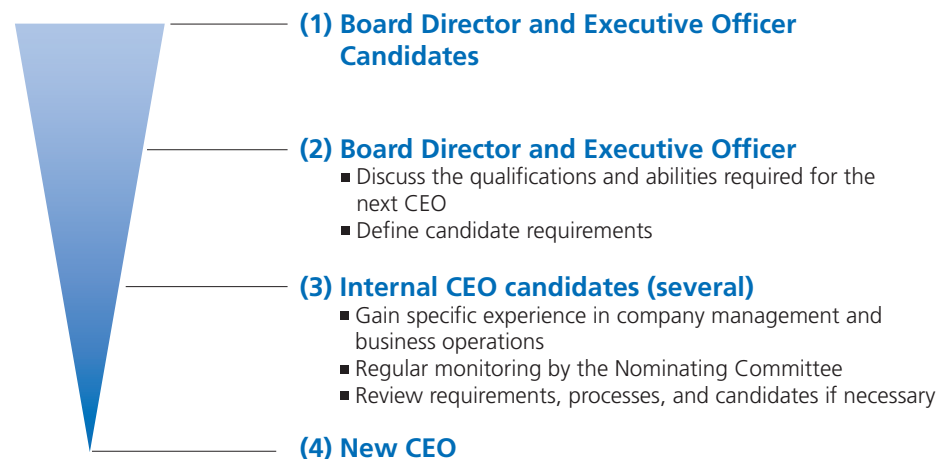 (1) Board Director and Executive Officer
Candidates
(2) Board Director and Executive Officer
■ Discuss the qualifications and abilities required for the
next CEO
■ Define candidate requirements
(3) Internal CEO candidates (several)
■ Gain specific experience in company management and
business operations
■ Regular monitoring by the Nominating Committee
■ Review requirements, processes, and candidates if necessary
(4) New CEO